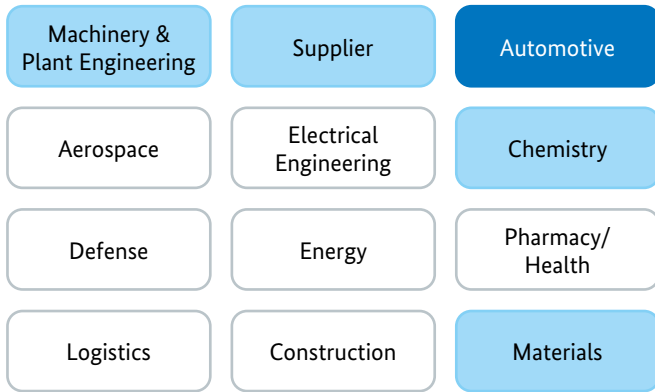 Machinery &
Plant Engineering
Supplier
Automotive
Aerospace
Electrical
Engineering
Chemistry
Defense
Energy
Pharmacy/
Health
Logistics
Construction
Materials